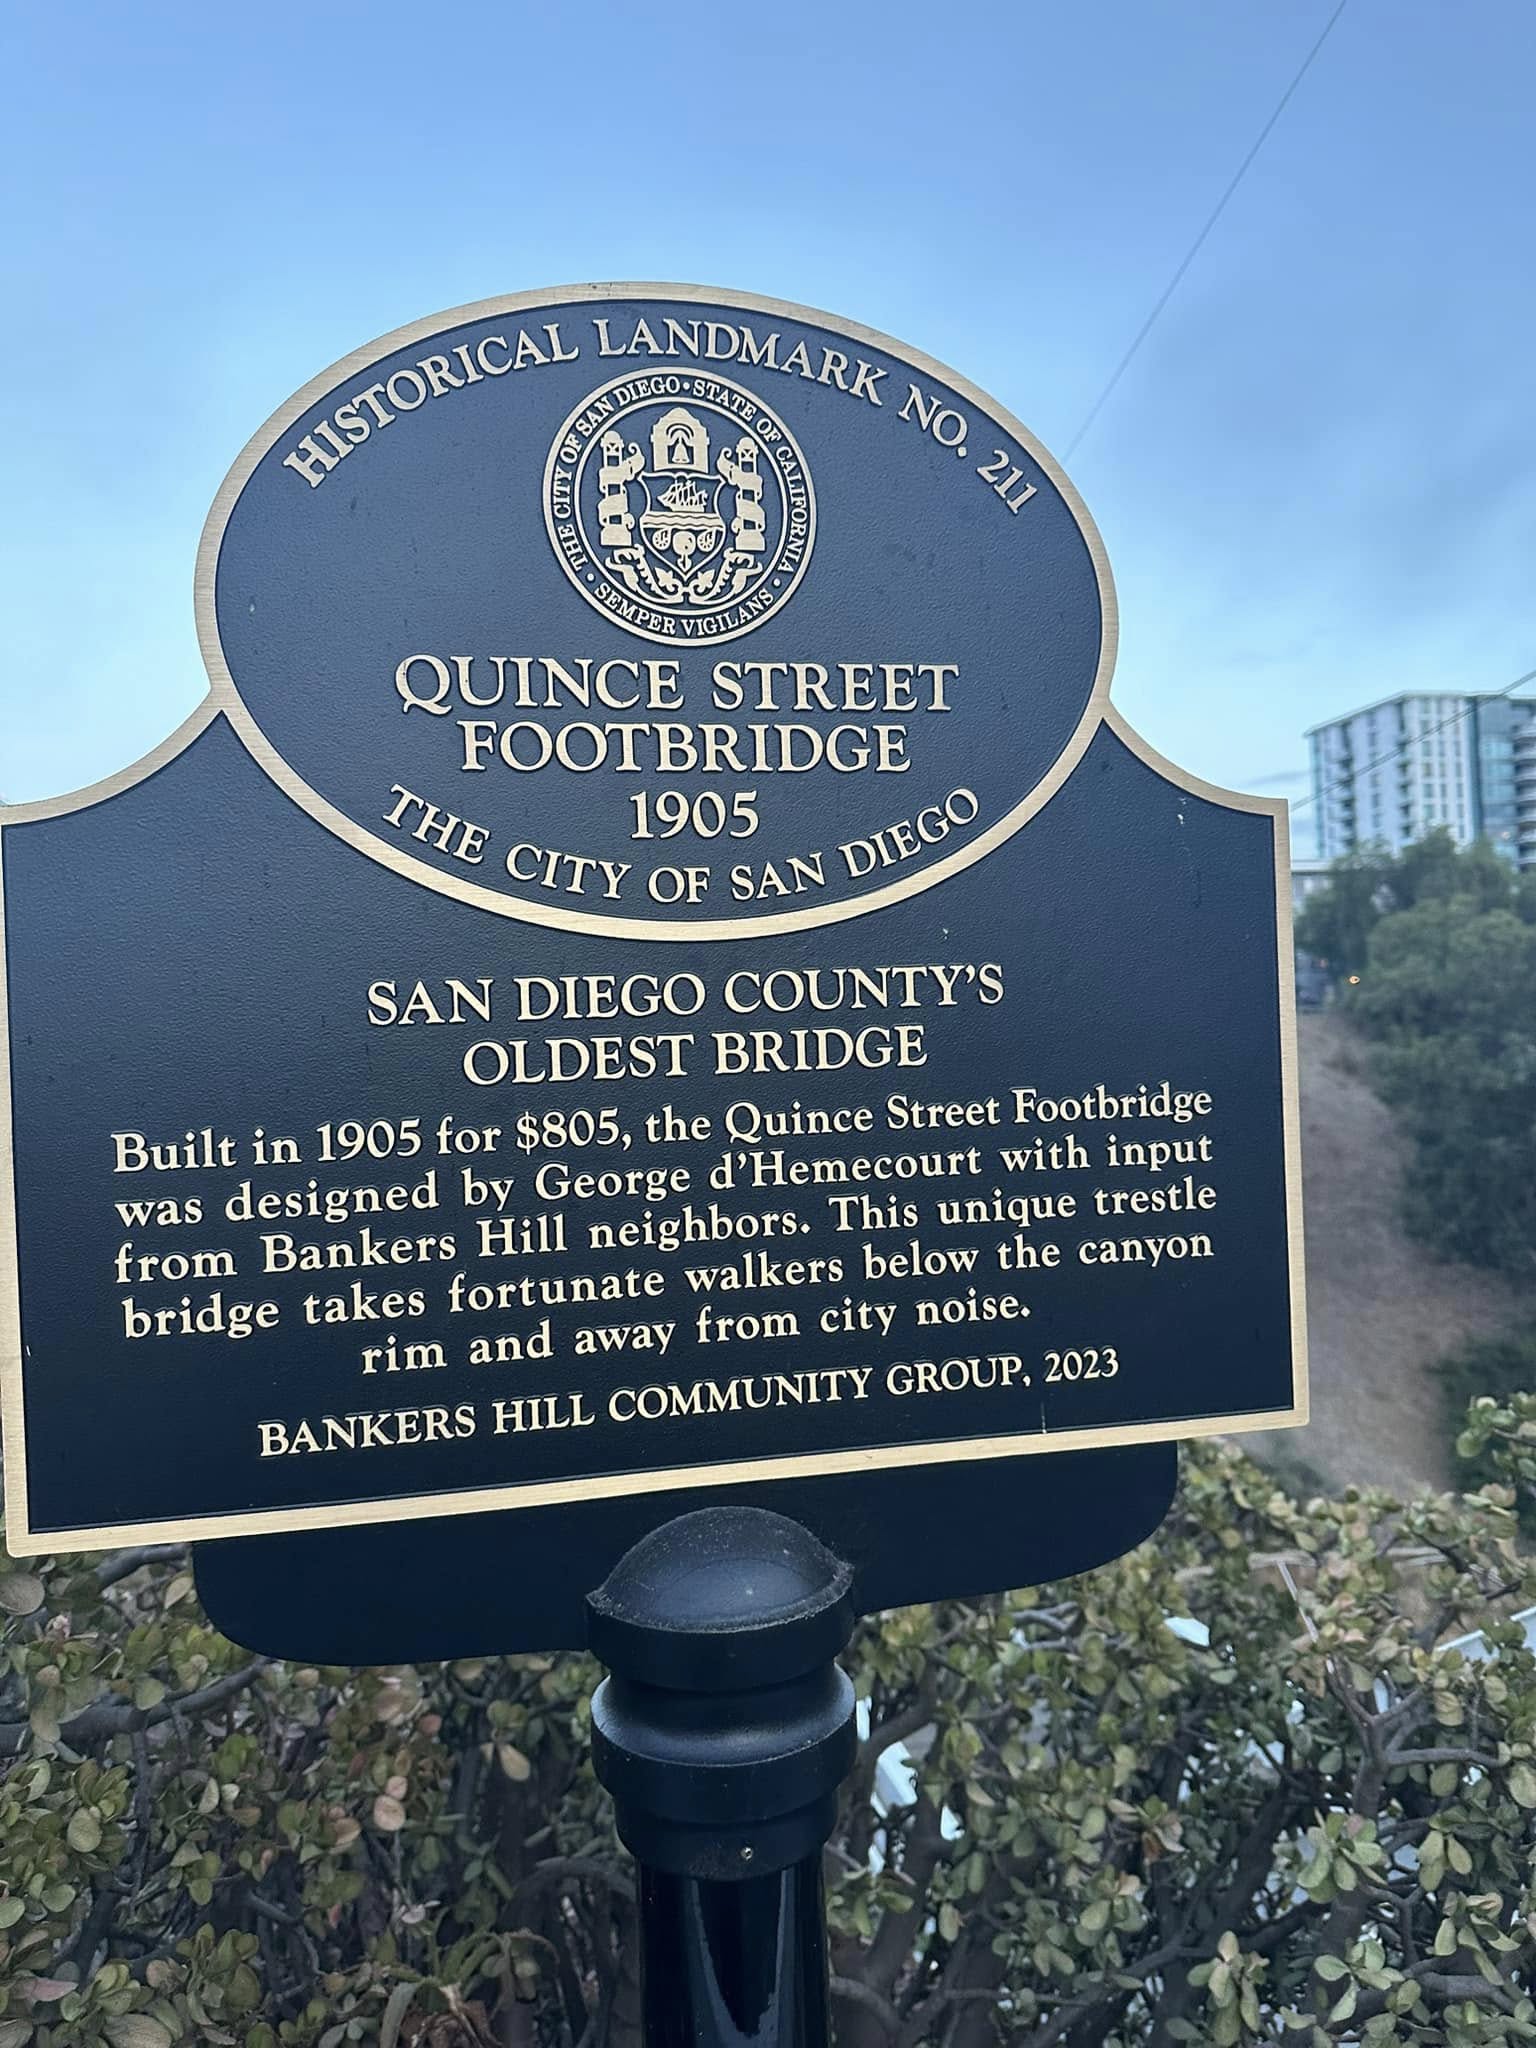 HISTORICAL LANDMARK NO. 211
THE CITY OF SAN DIEGO • STATE OF CALIFORNIA •
SEMPER VIGILANS •
QUINCE STREET
FOOTBRIDGE
1905
THE CITY OF SAN DIEGO
SAN DIEGO COUNTY'S
OLDEST BRIDGE
Built in 1905 for $805, the Quince Street Footbridge
was designed by George d'Hemecourt with input
from Bankers Hill neighbors. This unique trestle
bridge takes fortunate walkers below the canyon
rim and away from city noise.
BANKERS HILL COMMUNITY GROUP, 2023